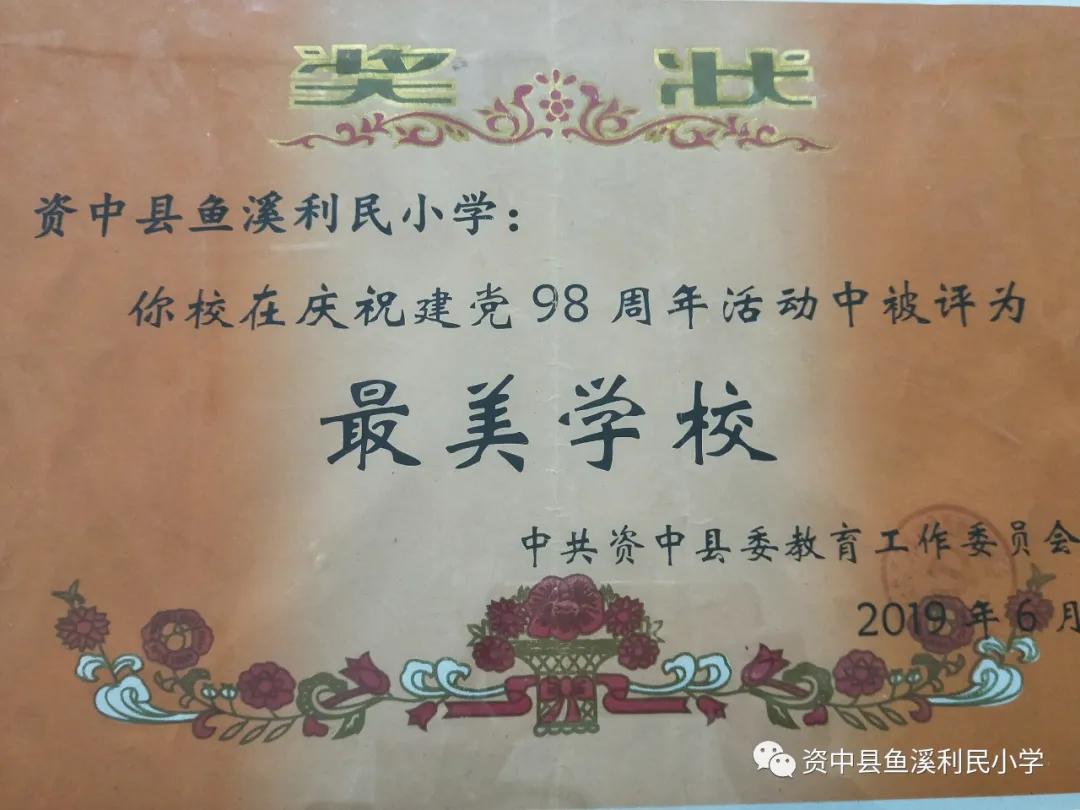 奖状
资中县鱼溪利民小学：
你校在庆祝建党98周年活动中被评为
最美学校
中共资中县委教育工作委员会
2019年6月
资中县鱼溪利民小学